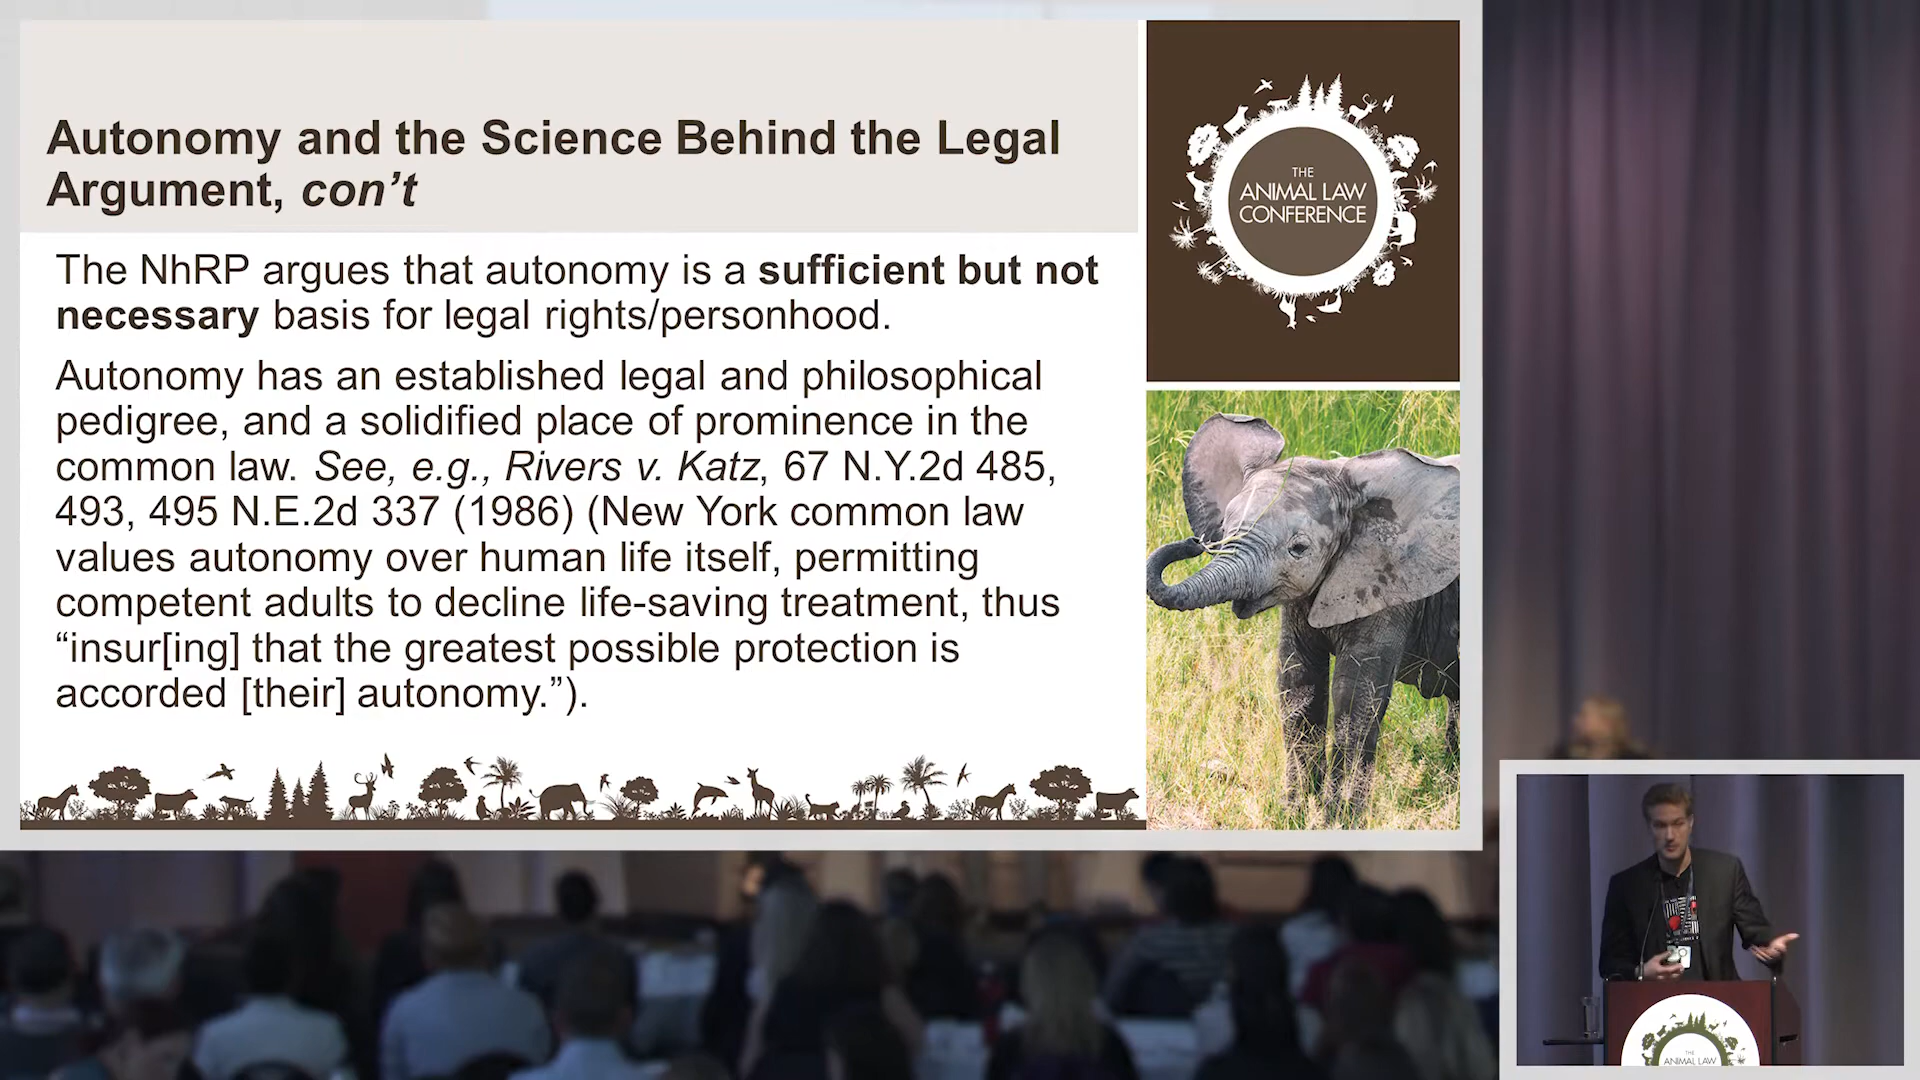 Autonomy and the Science Behind the Legal
Argument, con’t
The NhRP argues that autonomy is a sufficient but not
necessary basis for legal rights/personhood.
Autonomy has an established legal and philosophical
pedigree, and a solidified place of prominence in the
common law. See, e.g., Rivers v. Katz, 67 N.Y.2d 485,
493, 495 N.E.2d 337 (1986) (New York common law
values autonomy over human life itself, permitting
competent adults to decline life-saving treatment, thus
“insur[ing] that the greatest possible protection is
accorded [their] autonomy.”).
THE
ANIMAL LAW
CONFERENCE
THE
ANIMAL LAW